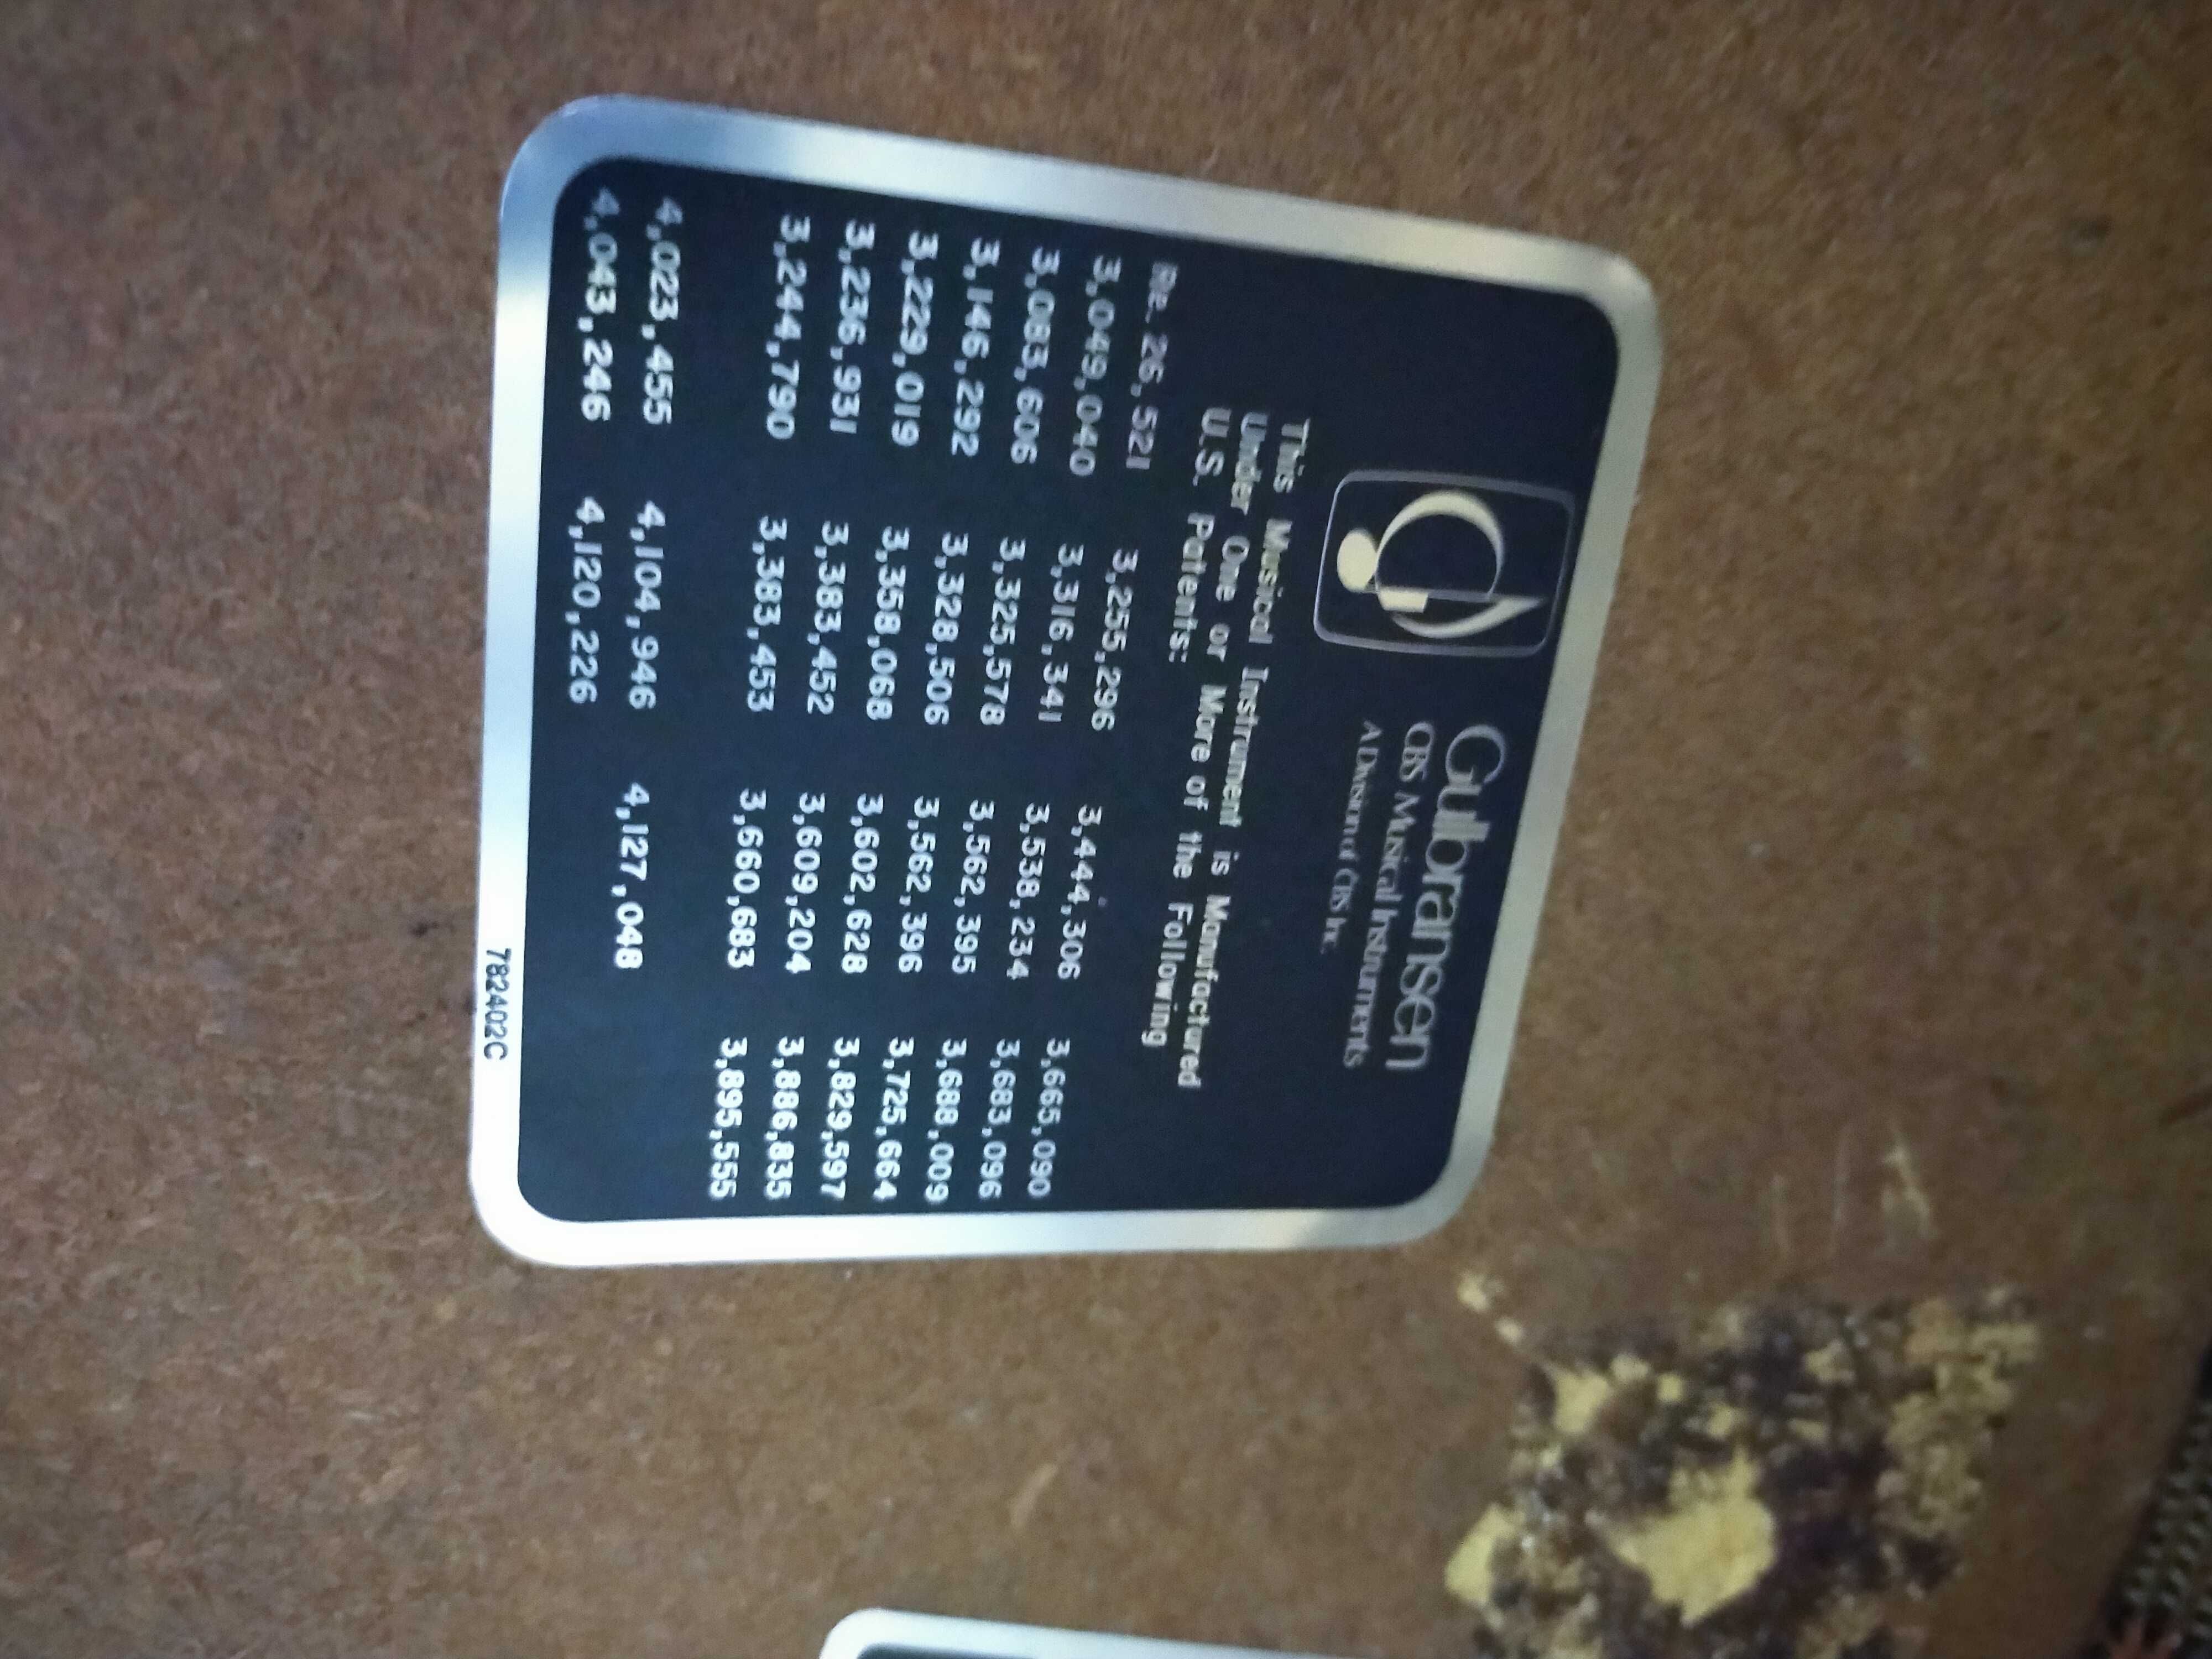 Gulbransen
CBS Musical Instruments
A Division of CBS Inc.
This Musical Instrument is Manufactured
Under One or More of the Following
U.S. Patents:
Re.26,521 3,255,296 3,444,306 3,665,090
3,049,040 3,316,341 3,538,234 3,683,096
3,083,606 3,325,578 3,562,395 3,688,009
3,146,292 3,328,506 3,562,396 3,725,664
3,229,019 3,358,068 3,602,628 3,829,597
3,236,931 3,383,452 3,609,204 3,886,835
3,244,790 3,383,453 3,660,683 3,895,555
4,023,455 4,104,946 4,127,048
4,043,246 4,120,226
7824020C